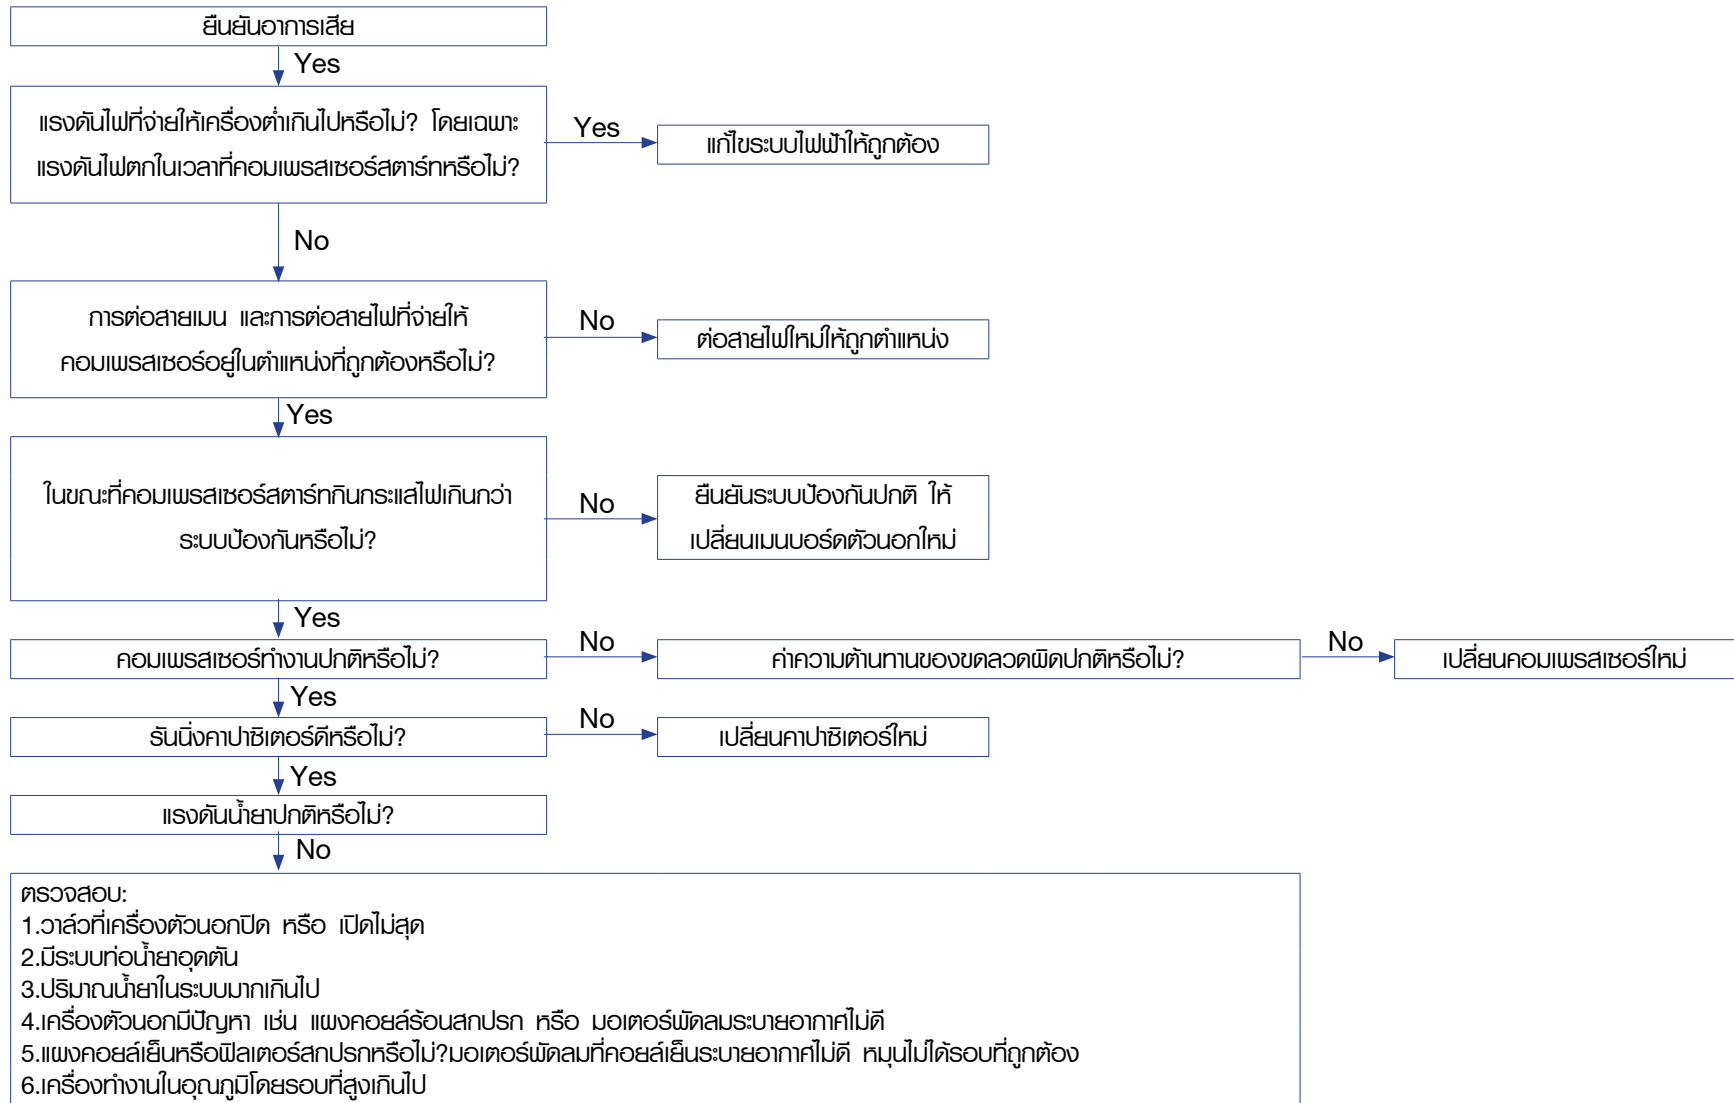 ยืนยันอาการเสีย
Yes
แรงดันไฟที่จ่ายให้เครื่องต่ำเกินไปหรือไม่? โดยเฉพาะ
แรงดันไฟตกในเวลาที่คอมเพรสเซอร์สตาร์ทหรือไม่?
Yes
แก้ไขระบบไฟฟ้าให้ถูกต้อง
No
การต่อสายเมน และการต่อสายไฟที่จ่ายให้
คอมเพรสเซอร์อยู่ในตำแหน่งที่ถูกต้องหรือไม่?
No
ต่อสายไฟใหม่ให้ถูกตำแหน่ง
Yes
ในขณะที่คอมเพรสเซอร์สตาร์ทกินกระแสไฟเกินกว่า
ระบบป้องกันหรือไม่?
No
ยืนยันระบบป้องกันปกติ ให้
เปลี่ยนเมนบอร์ดตัวนอกใหม่
Yes
คอมเพรสเซอร์ทำงานปกติหรือไม่?
No
ค่าความต้านทานของขดลวดผิดปกติหรือไม่?
No
เปลี่ยนคอมเพรสเซอร์ใหม่
Yes
รันนิ่งคาปาซิเตอร์ดีหรือไม่?
No
เปลี่ยนคาปาซิเตอร์ใหม่
Yes
แรงดันน้ำยาปกติหรือไม่?
No
ตรวจสอบ:
1.วาล์วที่เครื่องตัวนอกปิด หรือ เปิดไม่สุด
2.มีระบบท่อน้ำยาอุดตัน
3.ปริมาณน้ำยาในระบบมากเกินไป
4.เครื่องตัวนอกมีปัญหา เช่น แผงคอยล์ร้อนสกปรก หรือ มอเตอร์พัดลมระบายอากาศไม่ดี
5.แผงคอยล์เย็นหรือฟิลเตอร์สกปรกหรือไม่?มอเตอร์พัดลมที่คอยล์เย็นระบายอากาศไม่ดี หมุนไม่ได้รอบที่ถูกต้อง
6.เครื่องทำงานในอุณภูมิโดยรอบที่สูงเกินไป